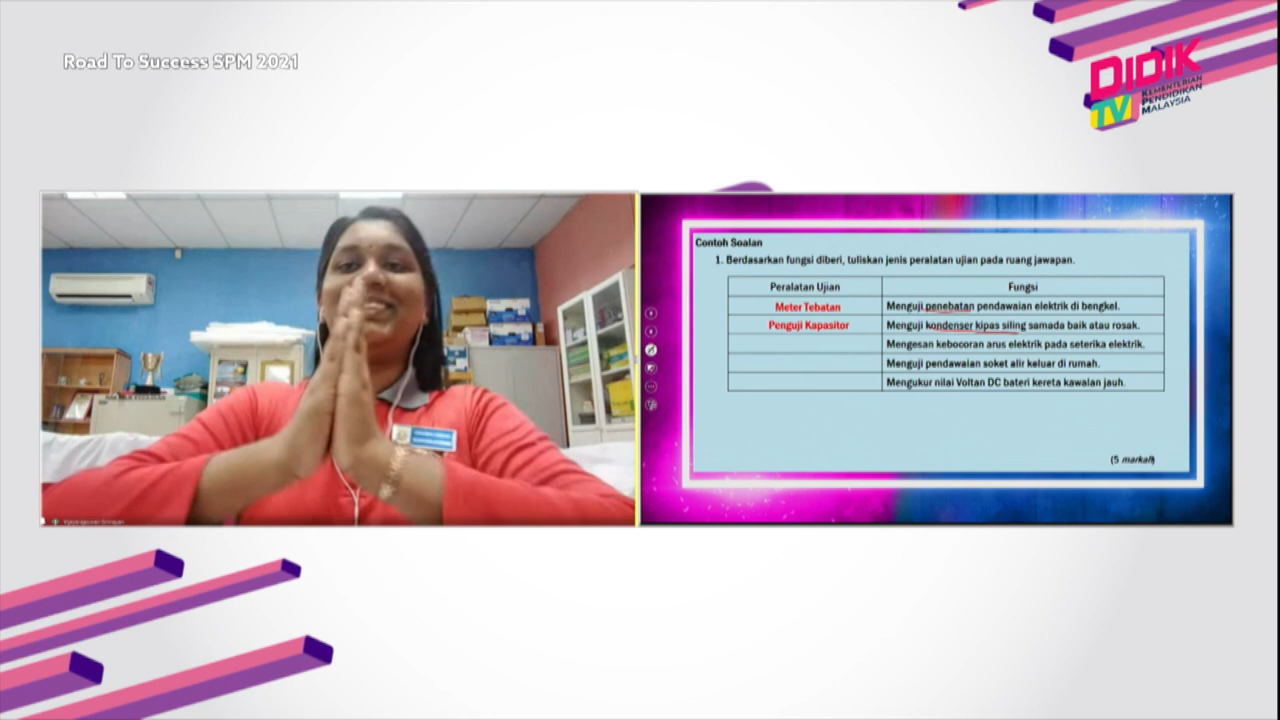 Road To Success SPM 2021
DIDIK
TV
KEMENTERIAN
PENDIDIKAN
MALAYSIA
Contoh Soalan
1. Berdasarkan fungsi diberi, tuliskan jenis peralatan ujian pada ruang jawapan.
Peralatan Ujian Fungsi
Meter Tebatan Menguji penebatan pendawaian elektrik di bengkel.
Penguji Kapasitor Menguji kondenser kipas siling samada baik atau rosak.
Mengesan kebocoran arus elektrik pada seterika elektrik.
Menguji pendawaian soket alir keluar di rumah.
Mengukur nilai Voltan DC bateri kereta kawalan jauh.
(5 markah)